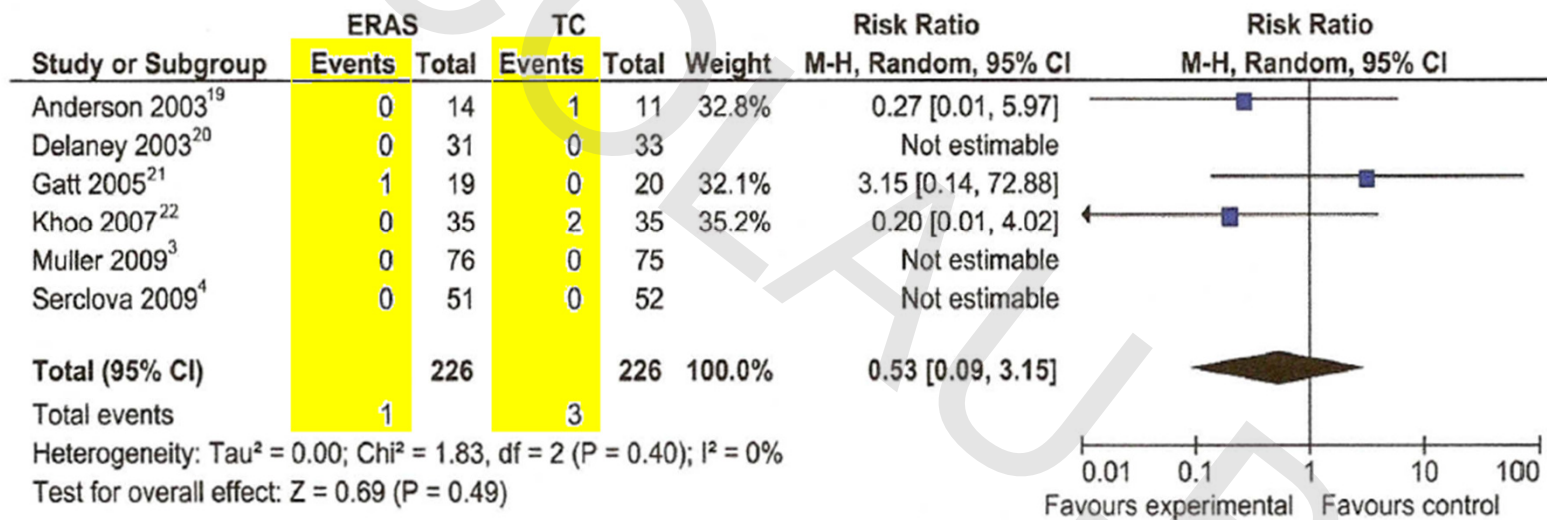 ERAS TC Risk Ratio Risk Ratio
Study or Subgroup Events Total Events Total Weight M-H, Random, 95% CI M-H, Random, 95% CI
Anderson 2003¹⁹ 0 14 1 11 32.8% 0.27 [0.01, 5.97]
Delaney 2003²⁰ 0 31 0 33 Not estimable
Gatt 2005²¹ 1 19 0 20 32.1% 3.15 [0.14, 72.88]
Khoo 2007²² 0 35 2 35 35.2% 0.20 [0.01, 4.02]
Muller 2009³ 0 76 0 75 Not estimable
Serclova 2009⁴ 0 51 0 52 Not estimable
Total (95% CI) 226 226 100.0% 0.53 [0.09, 3.15]
Total events 1 3
Heterogeneity: Tau² = 0.00; Chi² = 1.83, df = 2 (P = 0.40); I² = 0%
Test for overall effect: Z = 0.69 (P = 0.49)
0.01 0.1 1 10 100
Favours experimental Favours control